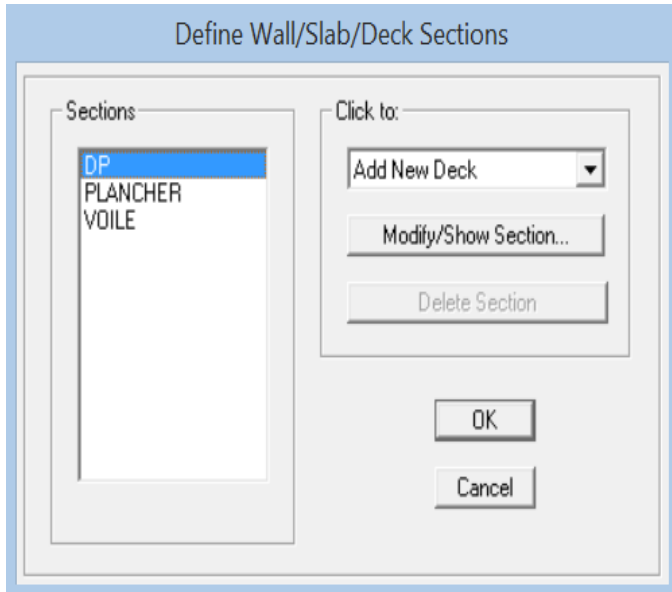 Define Wall/Slab/Deck Sections
Sections
DP
PLANCHER
VOILE
Click to:
Add New Deck
Modify/Show Section...
Delete Section
OK
Cancel